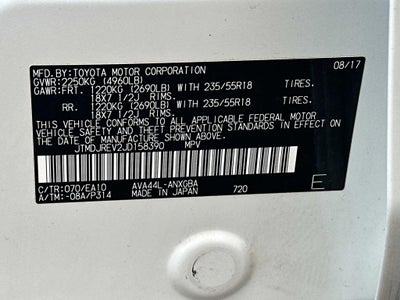 MFD.BY:TOYOTA MOTOR CORPORATION 08/17
GVWR:2250KG (4960LB)
GAWR:FRT. 1220KG (2690LB) WITH 235/55R18 TIRES.
18X7 1/2J RIMS.
RR. 1220KG (2690LB) WITH 235/55R18 TIRES.
18X7 1/2J RIMS.
THIS VEHICLE CONFORMS TO ALL APPLICABLE FEDERAL MOTOR
VEHICLE SAFETY AND BUMPER STANDARDS IN EFFECT ON THE
DATE OF MANUFACTURE SHOWN ABOVE.
JTMDJREV2JD158390 MPV
C/TR:070/EA10 AVA44L-ANXGBA 720 E
A/TM:-08A/P314 MADE IN JAPAN